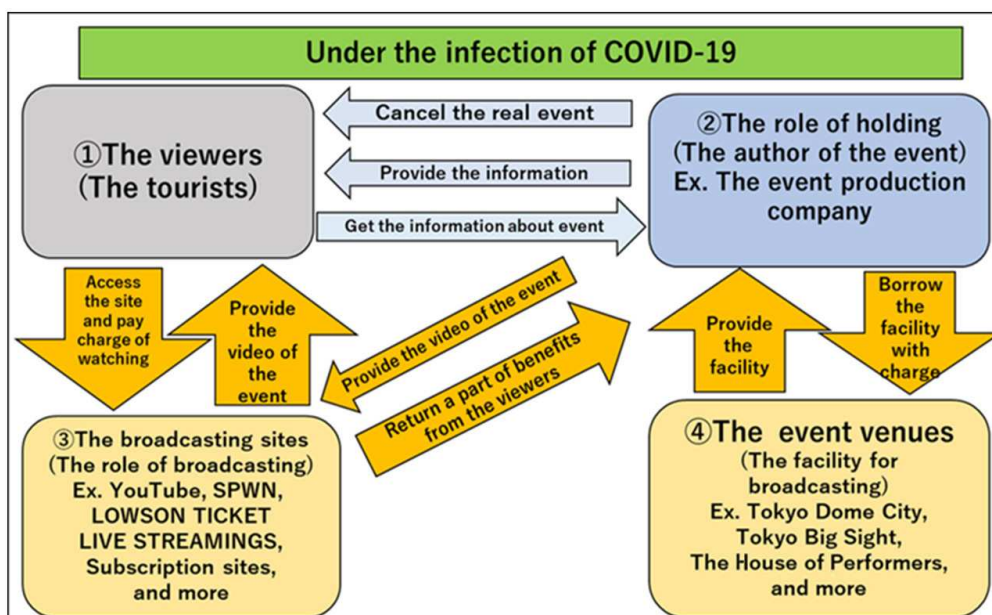 Under the infection of COVID-19
①The viewers
(The tourists)
Cancel the real event
Provide the information
Get the information about event
②The role of holding
(The author of the event)
Ex. The event production
company
Access
the site
and pay
charge of
watching
Provide
the
video of
the
event
Provide the video of the event
Return a part of benefits
from the viewers
Provide
the
facility
Borrow
the
facility
with
charge
③The broadcasting sites
(The role of broadcasting)
Ex. YouTube, SPWN,
LOWSON TICKET
LIVE STREAMINGS,
Subscription sites,
and more
④The event venues
(The facility for
broadcasting)
Ex. Tokyo Dome City,
Tokyo Big Sight,
The House of Performers,
and more